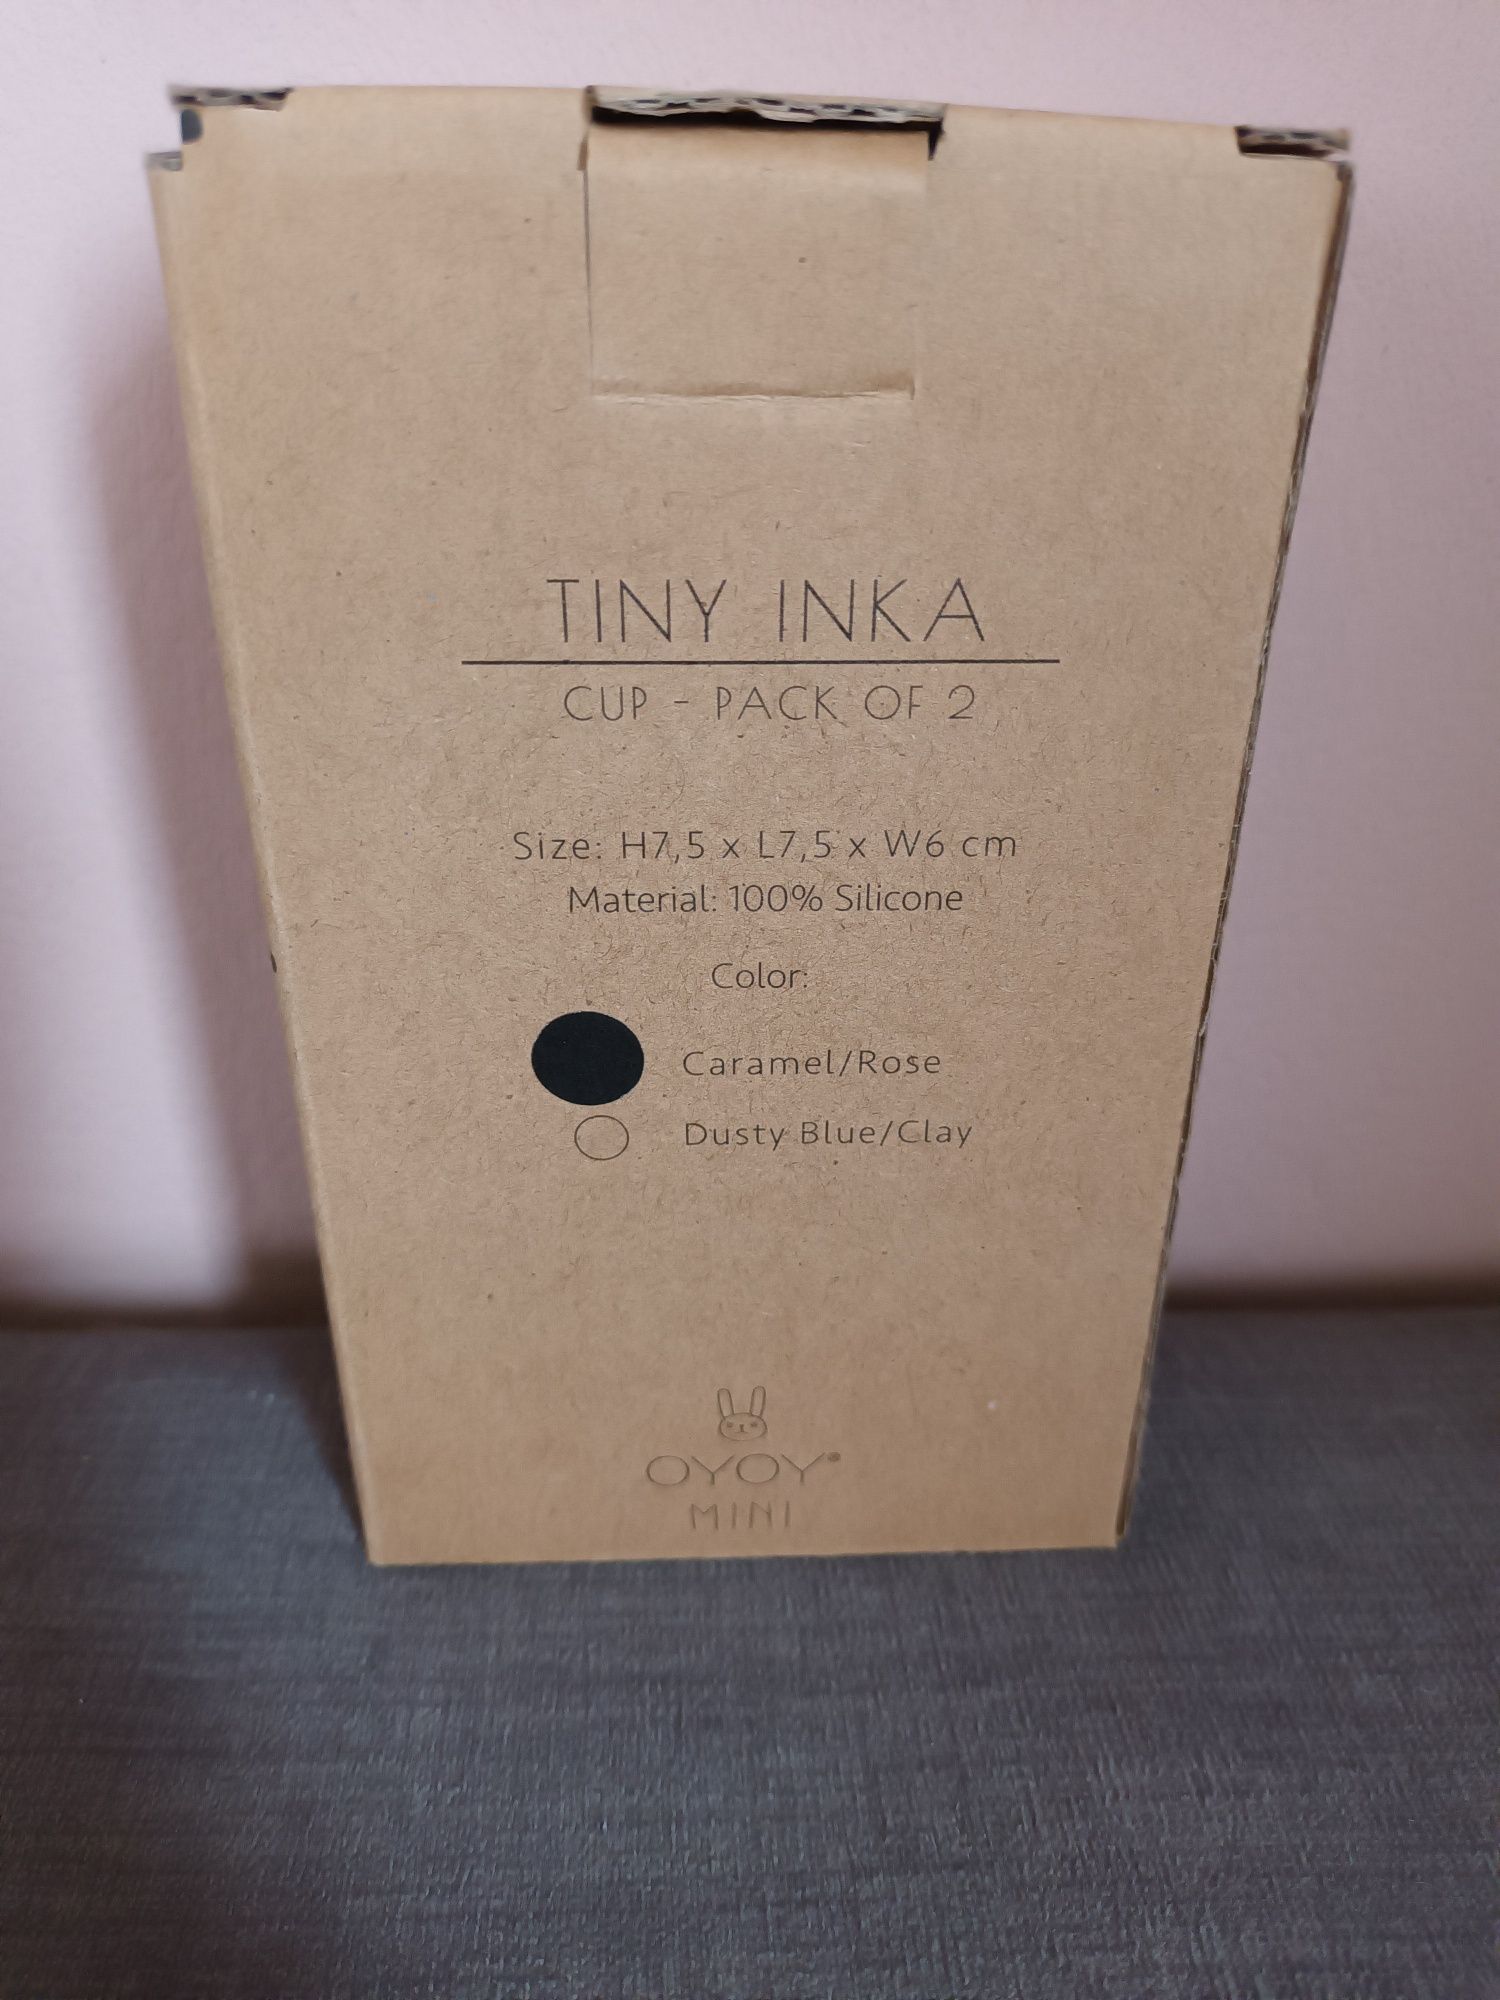 TINY INKA
CUP - PACK OF 2
Size: H7,5 x L7,5 x W6 cm
Material: 100% Silicone
Color:
Caramel/Rose
Dusty Blue/Clay
OYOY®
MINI